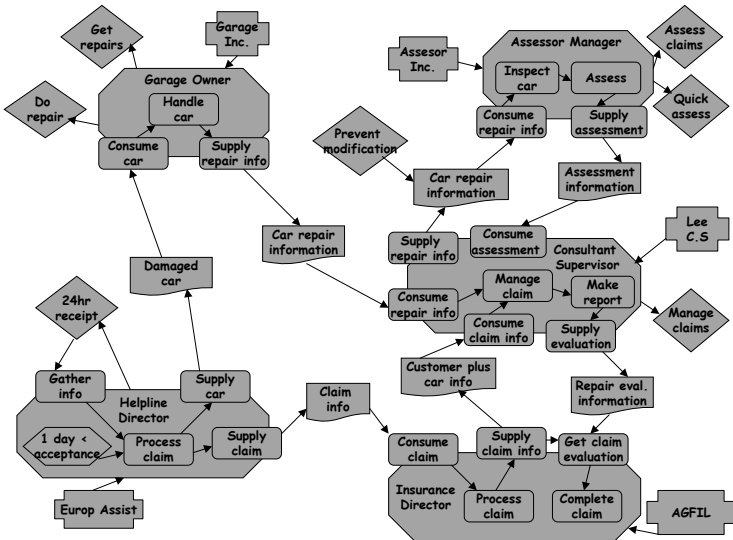 Get
repairs
Garage
Inc.
Garage Owner
Handle
car
Do
repair
Consume
car
Supply
repair info
Assesor
Inc.
Assessor Manager
Inspect
car
Assess
Assess
claims
Quick
assess
Consume
repair info
Supply
assessment
Prevent
modification
Car repair
information
Assessment
information
Car repair
information
Damaged
car
Supply
repair info
Consume
assessment
Consultant
Supervisor
Lee
C.S
Consume
repair info
Manage
claim
Make
report
Consume
claim info
Supply
evaluation
Manage
claims
24hr
receipt
Gather
info
Helpline
Director
Supply
car
1 day <
acceptance
Process
claim
Supply
claim
Europ Assist
Claim
info
Customer plus
car info
Repair eval.
information
Consume
claim
Supply
claim info
Get claim
evaluation
Insurance
Director
Process
claim
Complete
claim
AGFIL